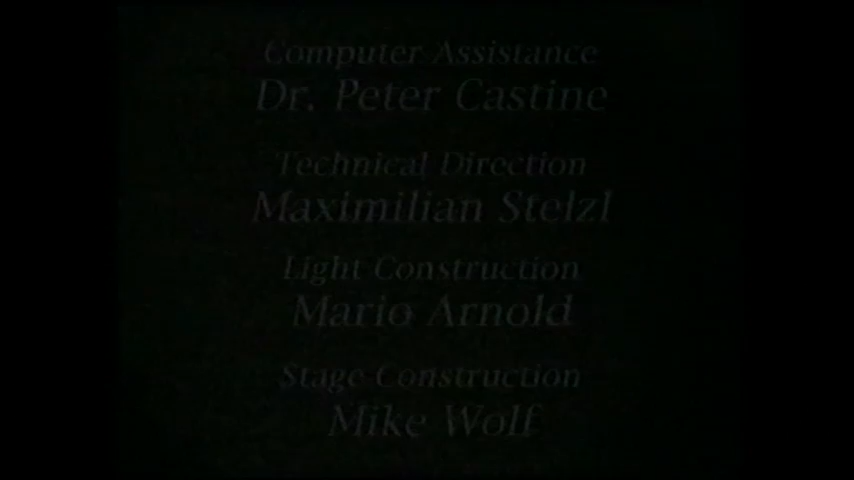 Computer Assistance
Dr. Peter Castine
Technical Direction
Maximilian Stelzl
Light Construction
Mario Arnold
Stage Construction
Mike Wolf